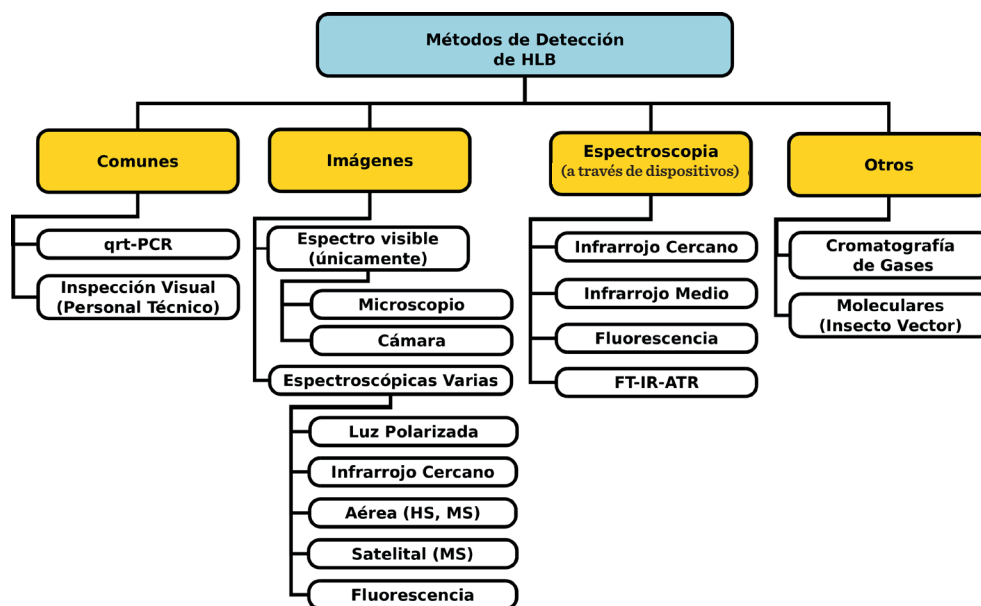 Métodos de Detección
de HLB
Comunes
qrt-PCR
Inspección Visual
(Personal Técnico)
Imágenes
Espectro visible
(únicamente)
Microscopio
Cámara
Espectroscópicas Varias
Luz Polarizada
Infrarrojo Cercano
Aérea (HS, MS)
Satelital (MS)
Fluorescencia
Espectroscopia
(a través de dispositivos)
Infrarrojo Cercano
Infrarrojo Medio
Fluorescencia
FT-IR-ATR
Otros
Cromatografía
de Gases
Moleculares
(Insecto Vector)